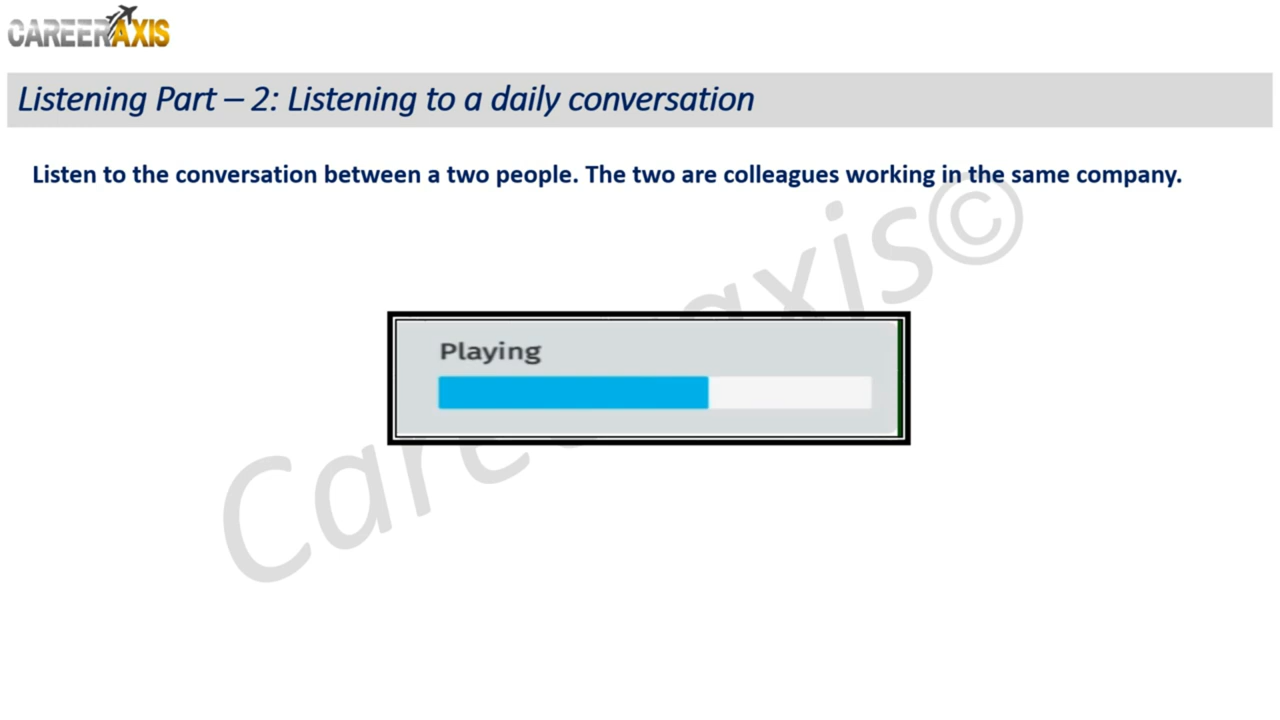 CAREERAXIS
Listening Part – 2: Listening to a daily conversation
Listen to the conversation between a two people. The two are colleagues working in the same company.
Playing
Careeraxis©